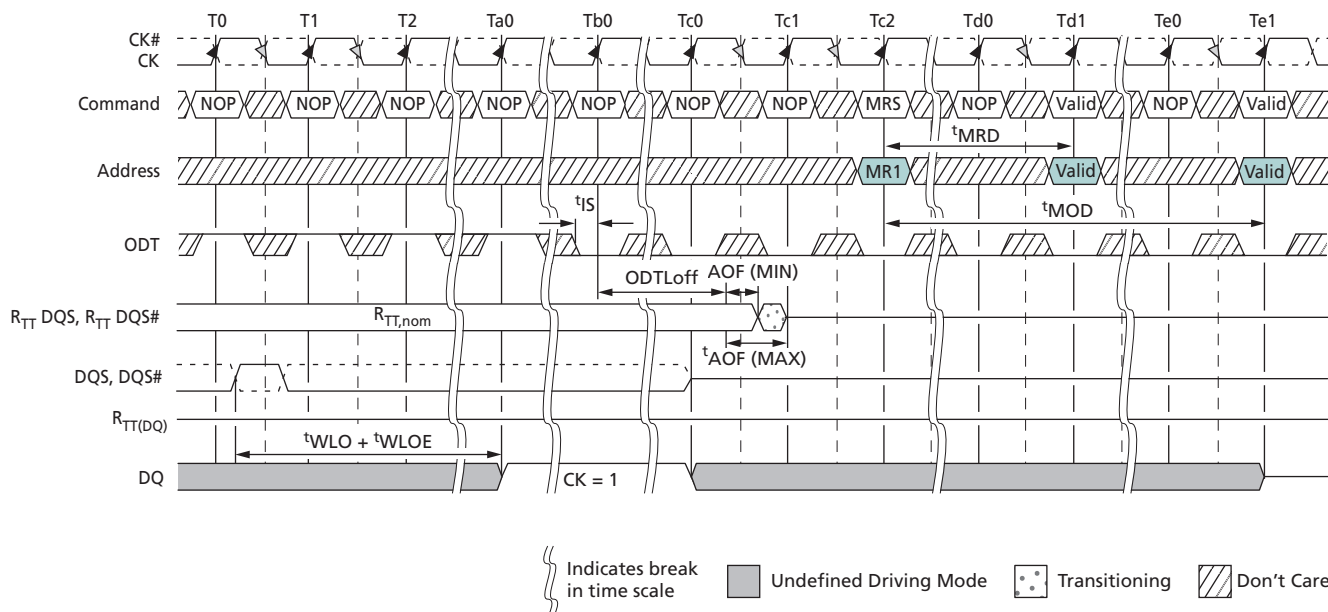 T0 T1 T2 Ta0 Tb0 Tc0 Tc1 Tc2 Td0 Td1 Te0 Te1
CK#
CK
Command NOP NOP NOP NOP NOP NOP NOP MRS NOP Valid NOP Valid
tMRD
Address MR1 Valid Valid
tIS
tMOD
ODT
ODTLoff AOF (MIN)
RTT DQS, RTT DQS# RTT,nom
tAOF (MAX)
DQS, DQS#
RTT(DQ)
tWLO + tWLOE
DQ CK = 1
Indicates break
in time scale
Undefined Driving Mode
Transitioning
Don't Care